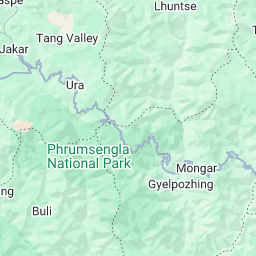 Lhuntse
Tang Valley
Jakar
Ura
Phrumsengla
National Park
Mongar
Gyelpozhing
Buli